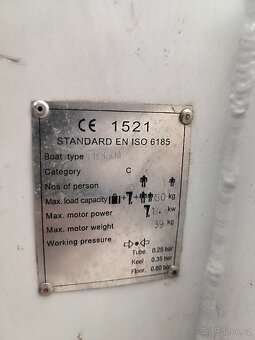 CE 1521
STANDARD EN ISO 6185
Boat type
Category C
Nos of person
Max. load capacity + + kg
Max. motor power kw
Max. motor weight 39 kg
Working pressure
Tube. 0.25 bar
Keel. 0.35 bar
Floor. 0.80 bar